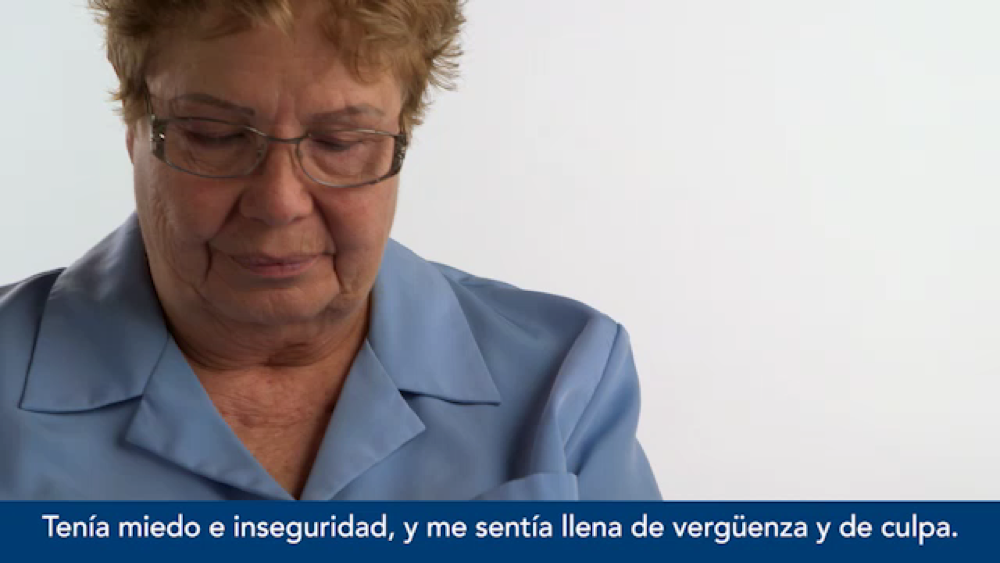 Tenía miedo e inseguridad, y me sentía llena de vergüenza y de culpa.